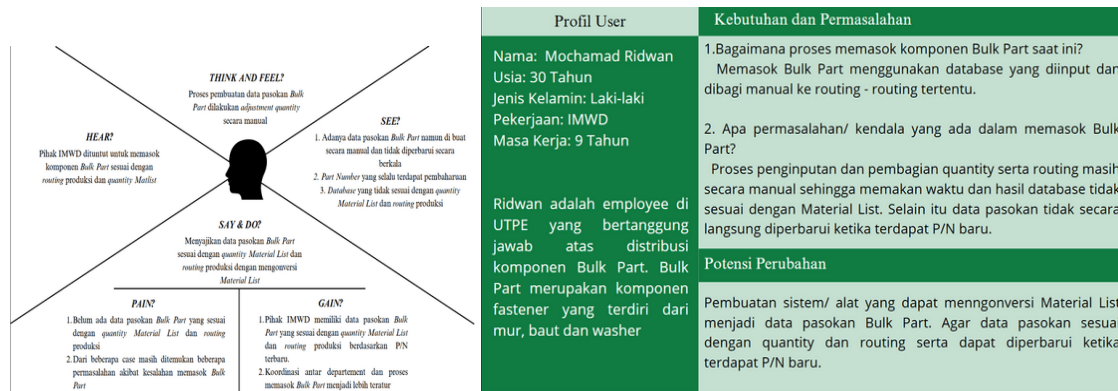 THINK AND FEEL?
Proses pembuatan data pasokan Bulk
Part dilakukan adjustment quantity
secara manual
HEAR?
Pihak IMWD dituntut untuk memasok
komponen Bulk Part sesuai dengan
routing produksi dan quantity Matlist
SEE?
1. Adanya data pasokan Bulk Part namun di buat
secara manual dan tidak diperbarui secara
berkala
2. Part Number yang selalu terdapat pembaharuan
3. Database yang tidak sesuai dengan quantity
Material List dan routing produksi
SAY & DO?
Menyajikan data pasokan Bulk Part
sesuai dengan quantity Material List dan
routing produksi dengan mengonversi
Material List
PAIN?
1. Belum ada data pasokan Bulk Part yang sesuai
dengan quantity Material List dan routing
produksi
2. Dari beberapa case masih ditemukan beberapa
permasalahan akibat kesalahan memasok Bulk
Part
GAIN?
1. Pihak IMWD memiliki data pasokan Bulk
Part yang sesuai dengan quantity Material List
dan routing produksi berdasarkan P/N
terbaru.
2. Koordinasi antar departement dan proses
memasok Bulk Part menjadi lebih teratur
Profil User
Nama: Mochamad Ridwan
Usia: 30 Tahun
Jenis Kelamin: Laki-laki
Pekerjaan: IMWD
Masa Kerja: 9 Tahun
Ridwan adalah employee di
UTPE yang bertanggung
jawab atas distribusi
komponen Bulk Part. Bulk
Part merupakan komponen
fastener yang terdiri dari
mur, baut dan washer
Kebutuhan dan Permasalahan
1.Bagaimana proses memasok komponen Bulk Part saat ini?
Memasok Bulk Part menggunakan database yang diinput dan
dibagi manual ke routing - routing tertentu.
2. Apa permasalahan/ kendala yang ada dalam memasok Bulk
Part?
Proses penginputan dan pembagian quantity serta routing masih
secara manual sehingga memakan waktu dan hasil database tidak
sesuai dengan Material List. Selain itu data pasokan tidak secara
langsung diperbarui ketika terdapat P/N baru.
Potensi Perubahan
Pembuatan sistem/ alat yang dapat menngonversi Material List
menjadi data pasokan Bulk Part. Agar data pasokan sesuai
dengan quantity dan routing serta dapat diperbarui ketika
terdapat P/N baru.